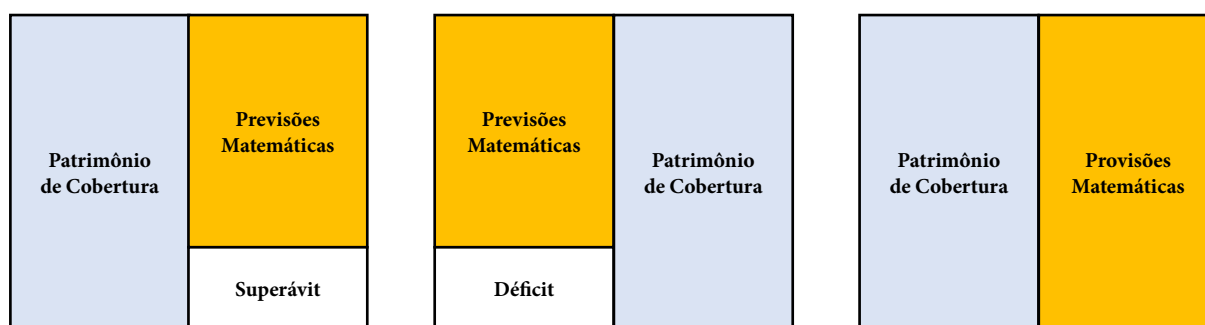 Patrimônio
de Cobertura
Previsões
Matemáticas
Superávit
Previsões
Matemáticas
Déficit
Patrimônio
de Cobertura
Patrimônio
de Cobertura
Provisões
Matemáticas